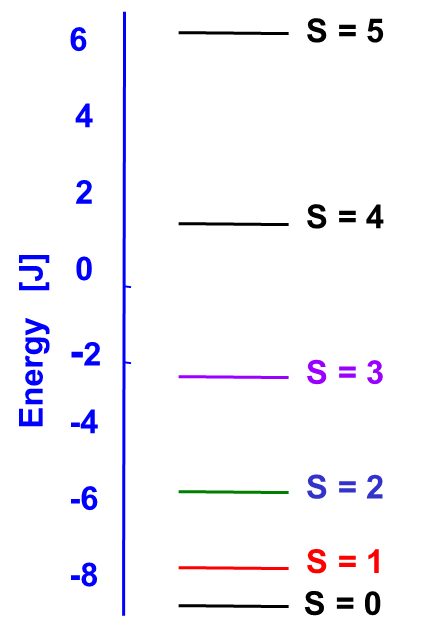 6
S = 5
4
2
S = 4
0
Energy [J]
-2
S = 3
-4
S = 2
-6
S = 1
-8
S = 0